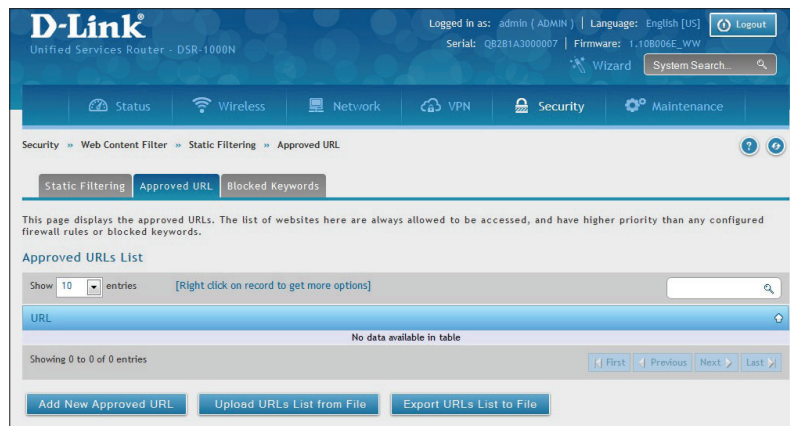 D-Link®
Logged in as: admin ( ADMIN ) | Language: English [US] Logout
Unified Services Router - DSR-1000N
Serial: QB2B1A3000007 | Firmware: 1.10B006E_WW
Wizard System Search...
Status Wireless Network VPN Security Maintenance
Security » Web Content Filter » Static Filtering » Approved URL ?
Static Filtering Approved URL Blocked Keywords
This page displays the approved URLs. The list of websites here are always allowed to be accessed, and have higher priority than any configured
firewall rules or blocked keywords.
Approved URLs List
Show 10 entries [Right click on record to get more options]
URL
No data available in table
Showing 0 to 0 of 0 entries First Previous Next Last
Add New Approved URL Upload URLs List from File Export URLs List to File